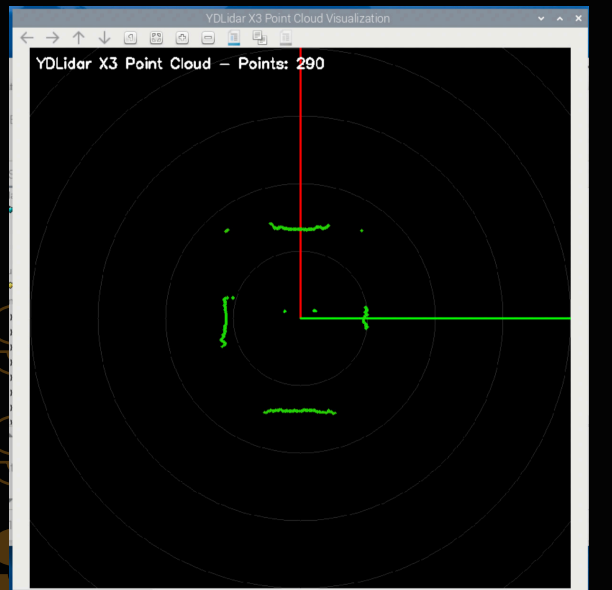 YDLidar X3 Point Cloud Visualization
YDLidar X3 Point Cloud – Points: 290